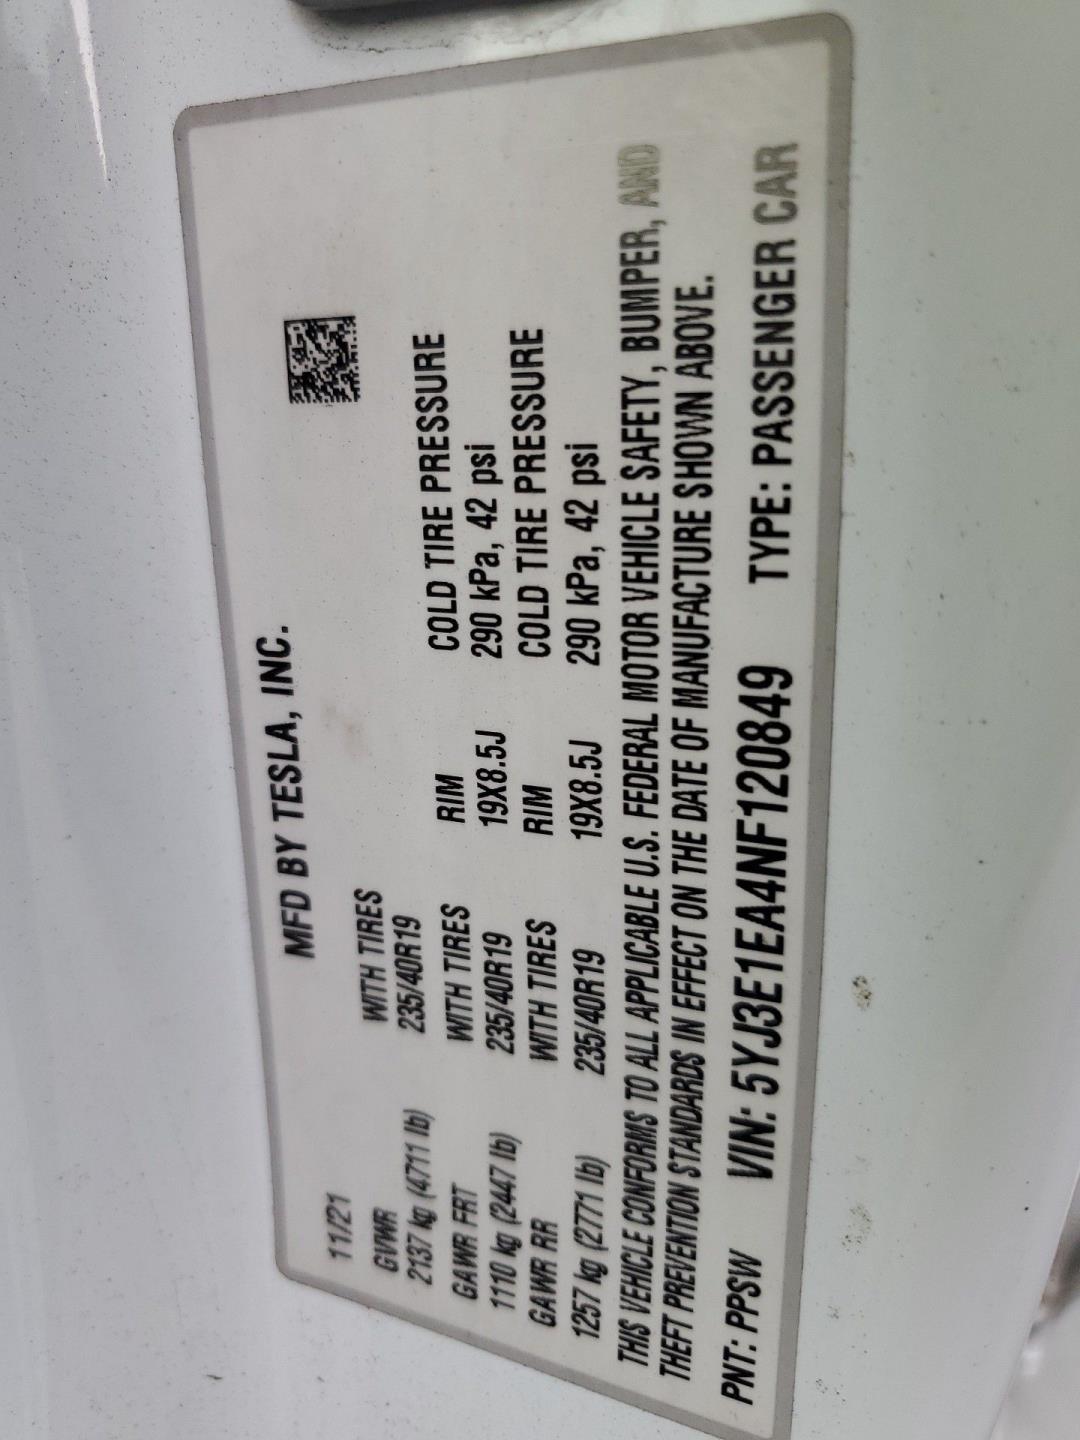 MFD BY TESLA, INC.
11/21
GVWR WITH TIRES
2137 kg (4711 lb) 235/40R19
GAWR FRT WITH TIRES RIM COLD TIRE PRESSURE
1110 kg (2447 lb) 235/40R19 19X8.5J 290 kPa, 42 psi
GAWR RR WITH TIRES RIM COLD TIRE PRESSURE
1257 kg (2771 lb) 235/40R19 19X8.5J 290 kPa, 42 psi
THIS VEHICLE CONFORMS TO ALL APPLICABLE U.S. FEDERAL MOTOR VEHICLE SAFETY, BUMPER, AND
THEFT PREVENTION STANDARDS IN EFFECT ON THE DATE OF MANUFACTURE SHOWN ABOVE.
PNT: PPSW VIN: 5YJ3E1EA4NF120849 TYPE: PASSENGER CAR